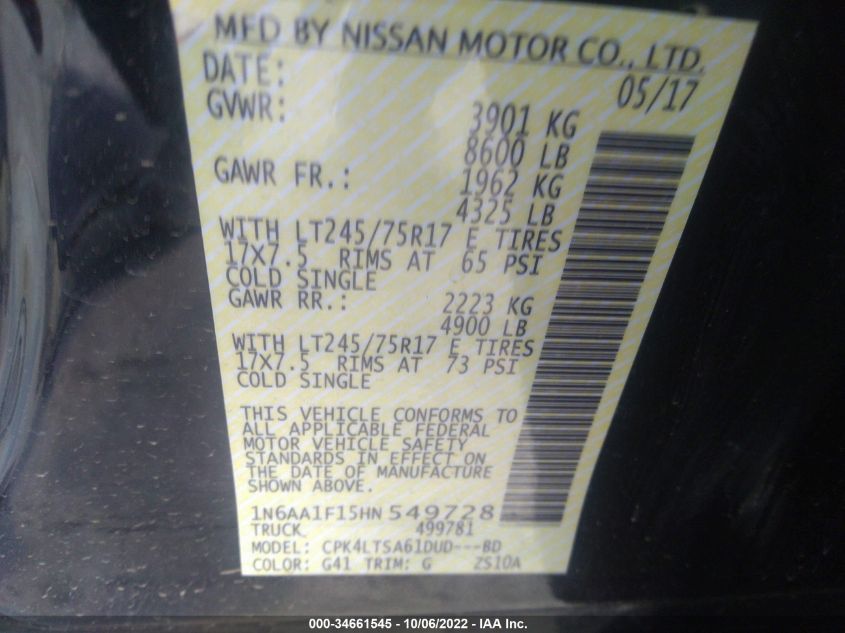 MFD BY NISSAN MOTOR CO., LTD.
DATE: 05/17
GVWR: 3901 KG
8600 LB
GAWR FR.: 1962 KG
4325 LB
WITH LT245/75R17 E TIRES
17X7.5 RIMS AT 65 PSI
COLD SINGLE
GAWR RR.: 2223 KG
4900 LB
WITH LT245/75R17 E TIRES
17X7.5 RIMS AT 73 PSI
COLD SINGLE
THIS VEHICLE CONFORMS TO
ALL APPLICABLE FEDERAL
MOTOR VEHICLE SAFETY
STANDARDS IN EFFECT ON
THE DATE OF MANUFACTURE
SHOWN ABOVE.
1N6AA1F15HN549728
TRUCK 499781
MODEL: CPK4LTSA61DUD---BD
COLOR: G41 TRIM: G ZS10A
000-34661545 - 10/06/2022 - IAA Inc.